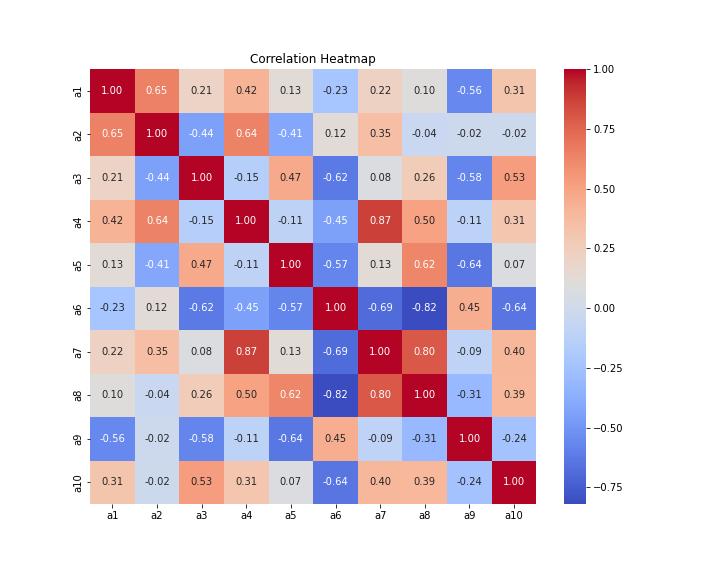 Correlation Heatmap
a1 1.00 0.65 0.21 0.42 0.13 -0.23 0.22 0.10 -0.56 0.31
a2 0.65 1.00 -0.44 0.64 -0.41 0.12 0.35 -0.04 -0.02 -0.02
a3 0.21 -0.44 1.00 -0.15 0.47 -0.62 0.08 0.26 -0.58 0.53
a4 0.42 0.64 -0.15 1.00 -0.11 -0.45 0.87 0.50 -0.11 0.31
a5 0.13 -0.41 0.47 -0.11 1.00 -0.57 0.13 0.62 -0.64 0.07
a6 -0.23 0.12 -0.62 -0.45 -0.57 1.00 -0.69 -0.82 0.45 -0.64
a7 0.22 0.35 0.08 0.87 0.13 -0.69 1.00 0.80 -0.09 0.40
a8 0.10 -0.04 0.26 0.50 0.62 -0.82 0.80 1.00 -0.31 0.39
a9 -0.56 -0.02 -0.58 -0.11 -0.64 0.45 -0.09 -0.31 1.00 -0.24
a10 0.31 -0.02 0.53 0.31 0.07 -0.64 0.40 0.39 -0.24 1.00
a1 a2 a3 a4 a5 a6 a7 a8 a9 a10
1.00
0.75
0.50
0.25
0.00
−0.25
−0.50
−0.75